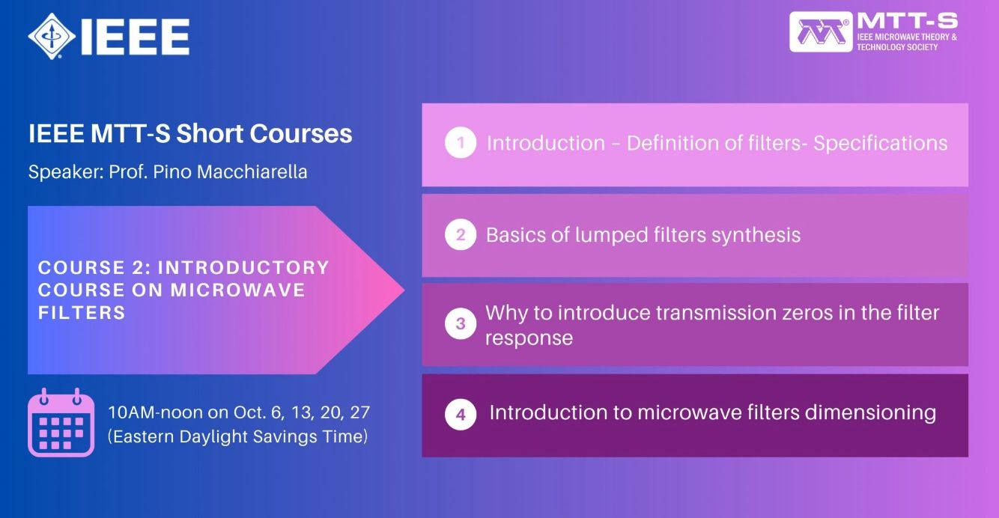 IEEE
MTT-S
IEEE MICROWAVE THEORY &
TECHNOLOGY SOCIETY
IEEE MTT-S Short Courses
Speaker: Prof. Pino Macchiarella
COURSE 2: INTRODUCTORY
COURSE ON MICROWAVE
FILTERS
10AM-noon on Oct. 6, 13, 20, 27
(Eastern Daylight Savings Time)
1 Introduction – Definition of filters- Specifications
2 Basics of lumped filters synthesis
3 Why to introduce transmission zeros in the filter
response
4 Introduction to microwave filters dimensioning